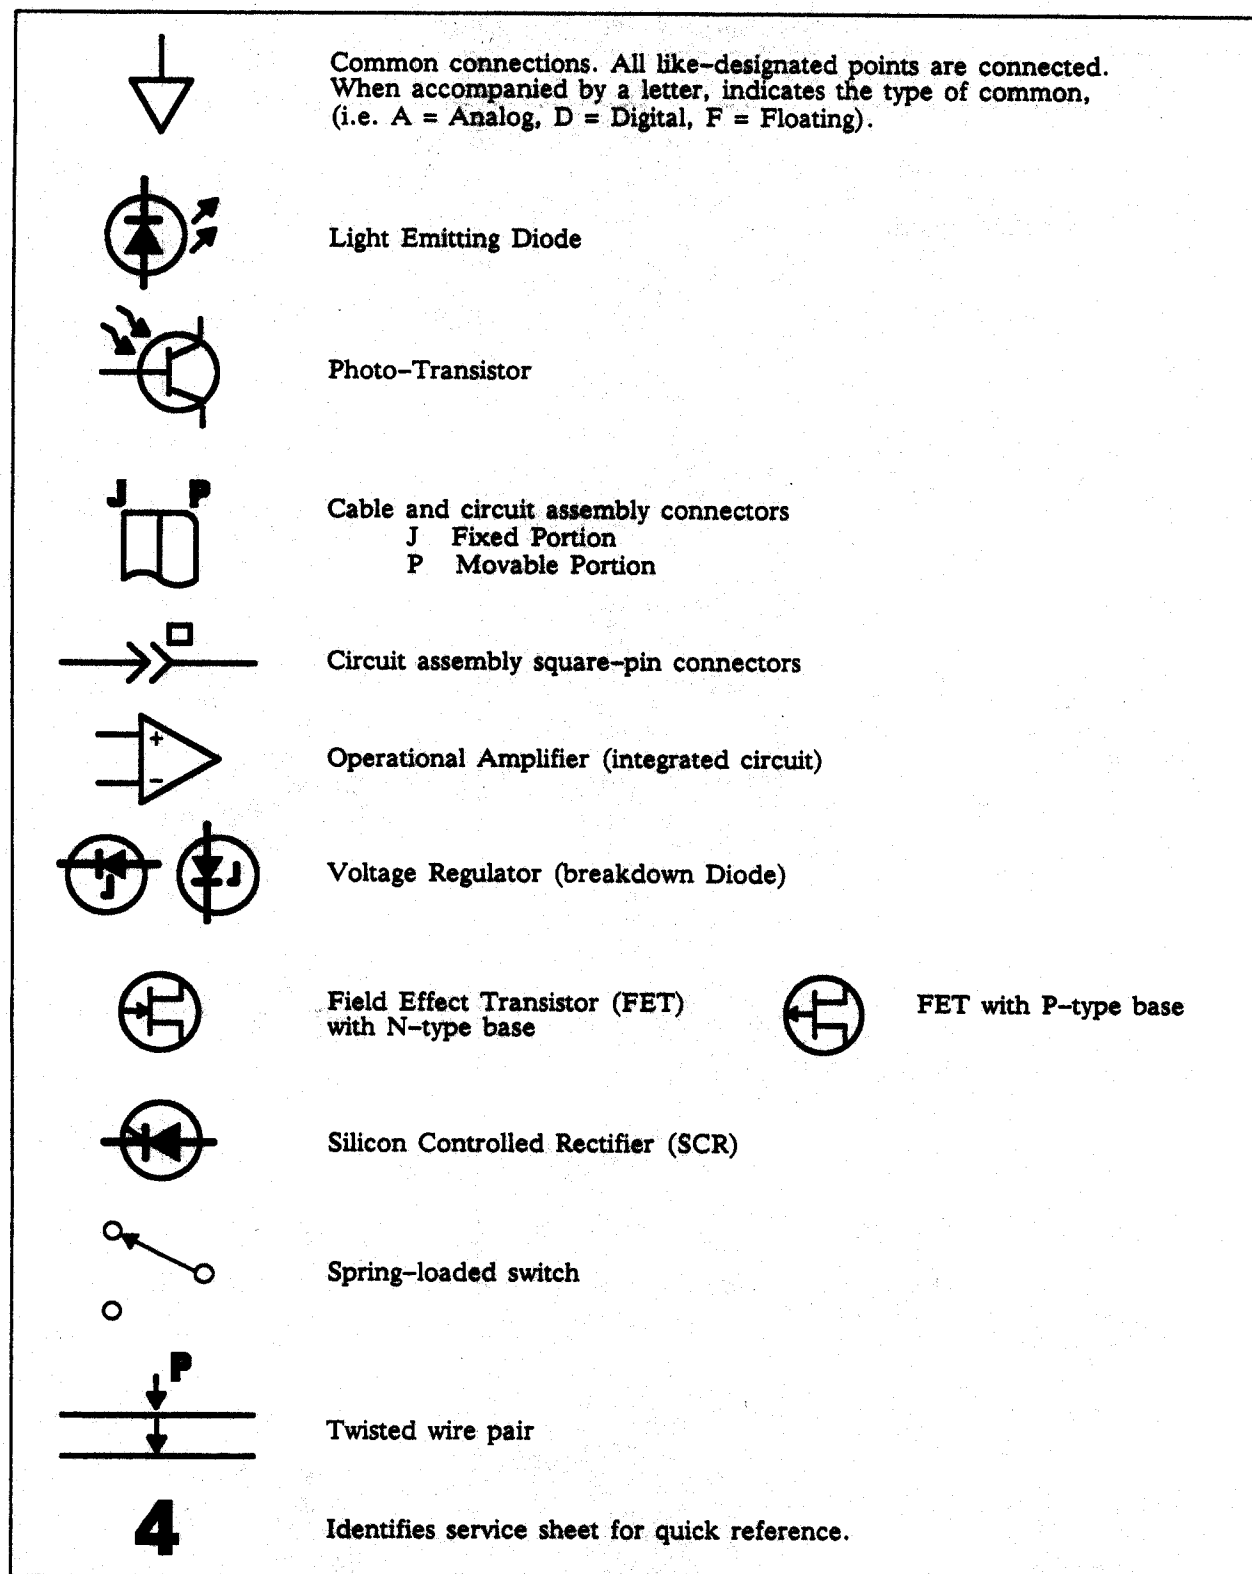 Common connections. All like-designated points are connected.
When accompanied by a letter, indicates the type of common,
(i.e. A = Analog, D = Digital, F = Floating).
Light Emitting Diode
Photo-Transistor
J P
Cable and circuit assembly connectors
J Fixed Portion
P Movable Portion
Circuit assembly square-pin connectors
+
−
Operational Amplifier (integrated circuit)
Voltage Regulator (breakdown Diode)
Field Effect Transistor (FET)
with N-type base
FET with P-type base
Silicon Controlled Rectifier (SCR)
Spring-loaded switch
P
Twisted wire pair
4
Identifies service sheet for quick reference.